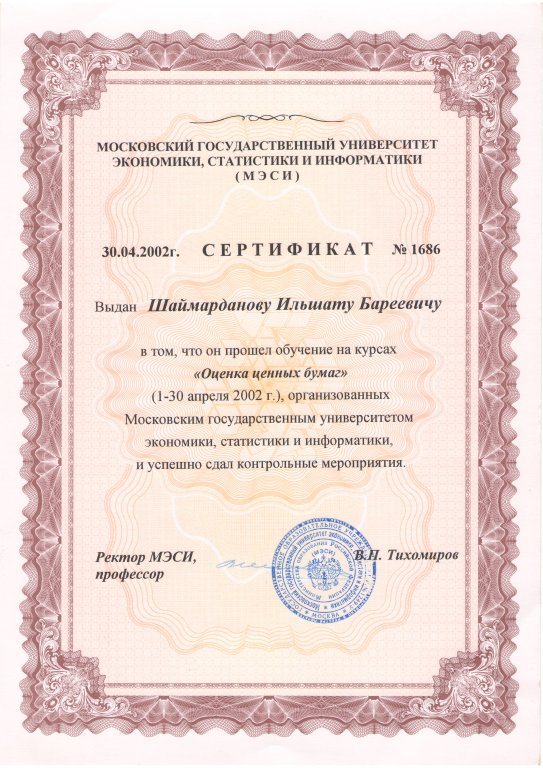 МОСКОВСКИЙ ГОСУДАРСТВЕННЫЙ УНИВЕРСИТЕТ
ЭКОНОМИКИ, СТАТИСТИКИ И ИНФОРМАТИКИ
( М Э С И )
30.04.2002г. С Е Р Т И Ф И К А Т № 1686
Выдан Шаймарданову Ильшату Бареевичу
в том, что он прошел обучение на курсах
«Оценка ценных бумаг»
(1-30 апреля 2002 г.), организованных
Московским государственным университетом
экономики, статистики и информатики,
и успешно сдал контрольные мероприятия.
Ректор МЭСИ, В.П. Тихомиров
профессор
(МЭСИ)
МОСКВА